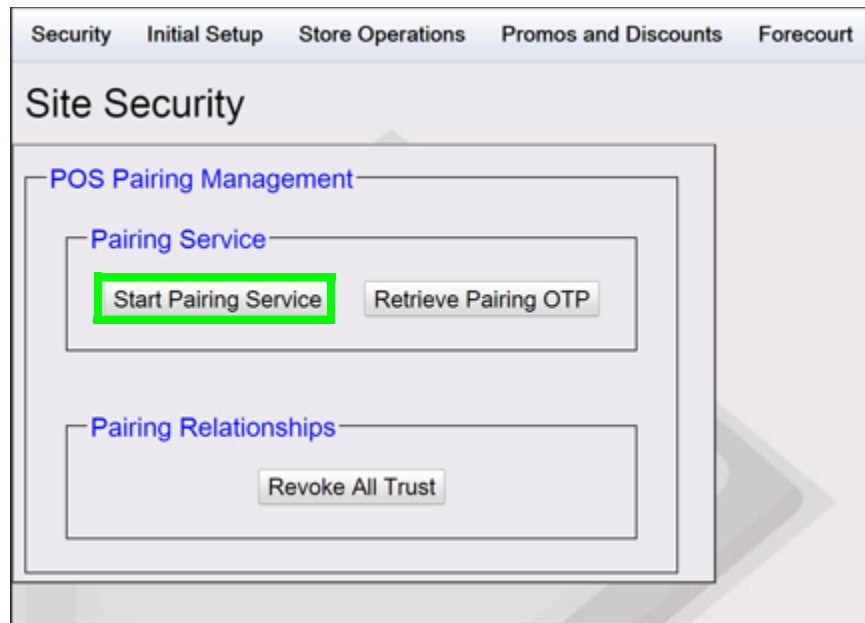 Security Initial Setup Store Operations Promos and Discounts Forecourt
Site Security
POS Pairing Management
Pairing Service
Start Pairing Service Retrieve Pairing OTP
Pairing Relationships
Revoke All Trust